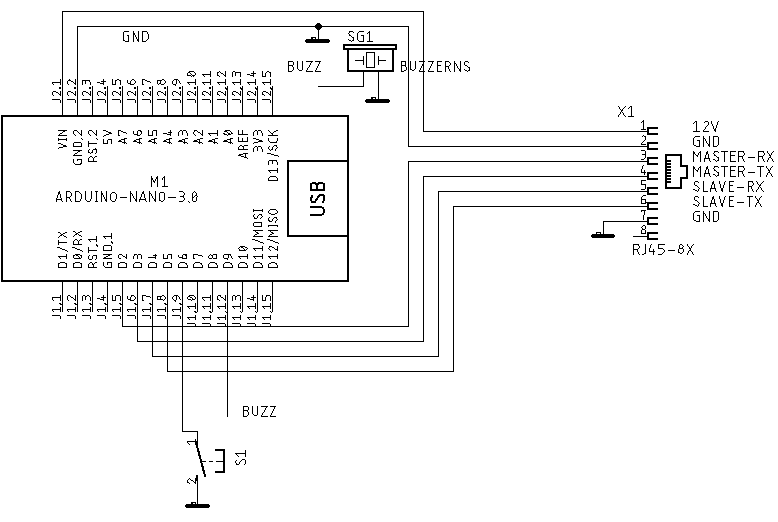 GND
SG1
BUZZ
BUZZERNS
J2.1
J2.2
J2.3
J2.4
J2.5
J2.6
J2.7
J2.8
J2.9
J2.10
J2.11
J2.12
J2.13
J2.14
J2.15
VIN
GND.2
RST.2
5V
A7
A6
A5
A4
A3
A2
A1
A0
AREF
3V3
D13/SCK
M1
ARDUINO-NANO-3.0
USB
D1/TX
D0/RX
RST.1
GND.1
D2
D3
D4
D5
D6
D7
D8
D9
D10
D11/MOSI
D12/MISO
J1.1
J1.2
J1.3
J1.4
J1.5
J1.6
J1.7
J1.8
J1.9
J1.10
J1.11
J1.12
J1.13
J1.14
J1.15
X1
1 12V
2 GND
3 MASTER-RX
4 MASTER-TX
5 SLAVE-RX
6 SLAVE-TX
7 GND
8
RJ45-8X
BUZZ
1
S1
2